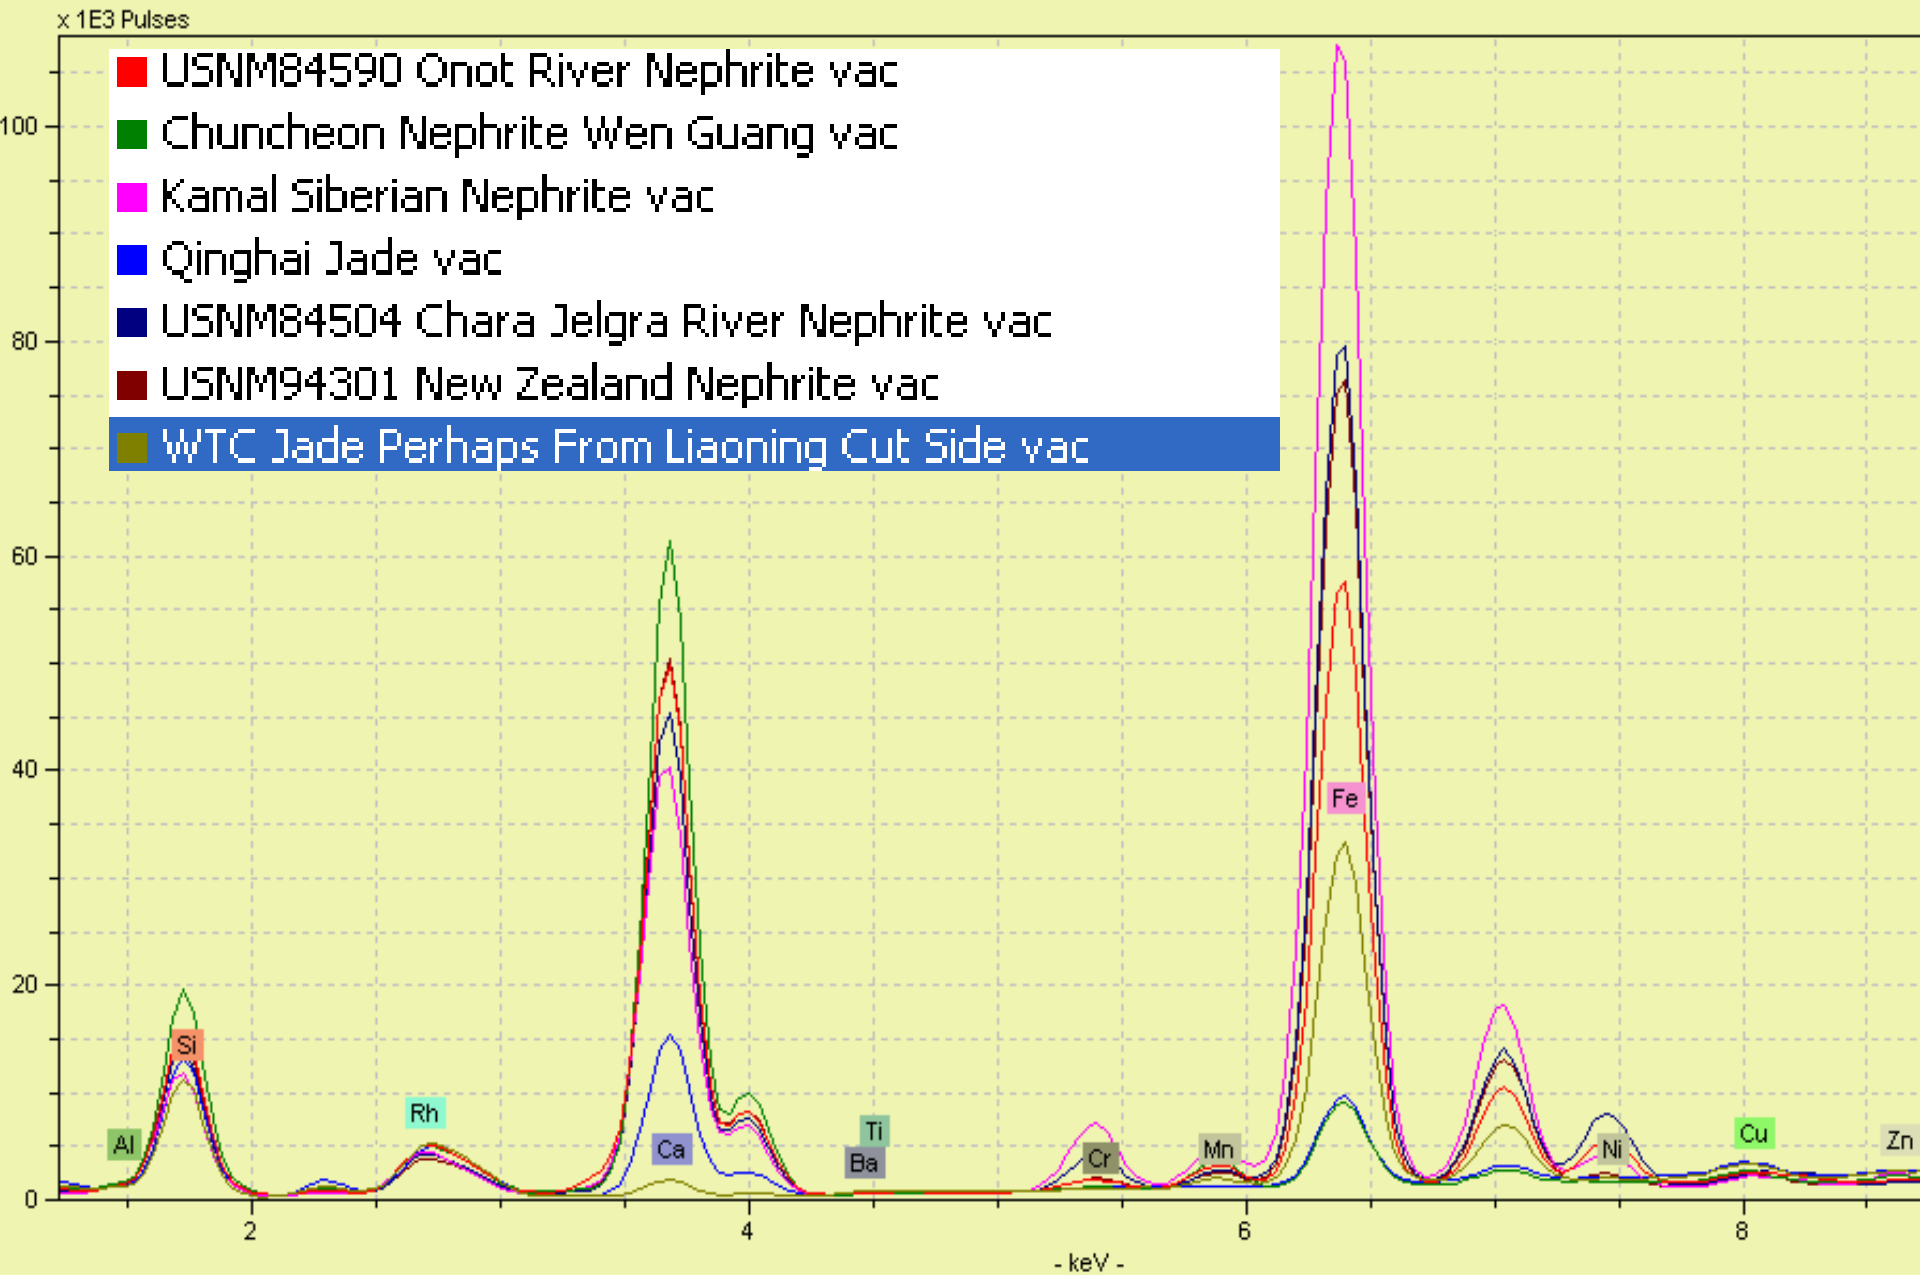 x 1E3 Pulses
USNM84590 Onot River Nephrite vac
Chuncheon Nephrite Wen Guang vac
Kamal Siberian Nephrite vac
Qinghai Jade vac
USNM84504 Chara Jelgra River Nephrite vac
USNM94301 New Zealand Nephrite vac
WTC Jade Perhaps From Liaoning Cut Side vac
100
80
60
40
20
0
Al
Si
Rh
Ca
Ti
Ba
Cr
Mn
Fe
Ni
Cu
Zn
2
4
6
8
- keV -